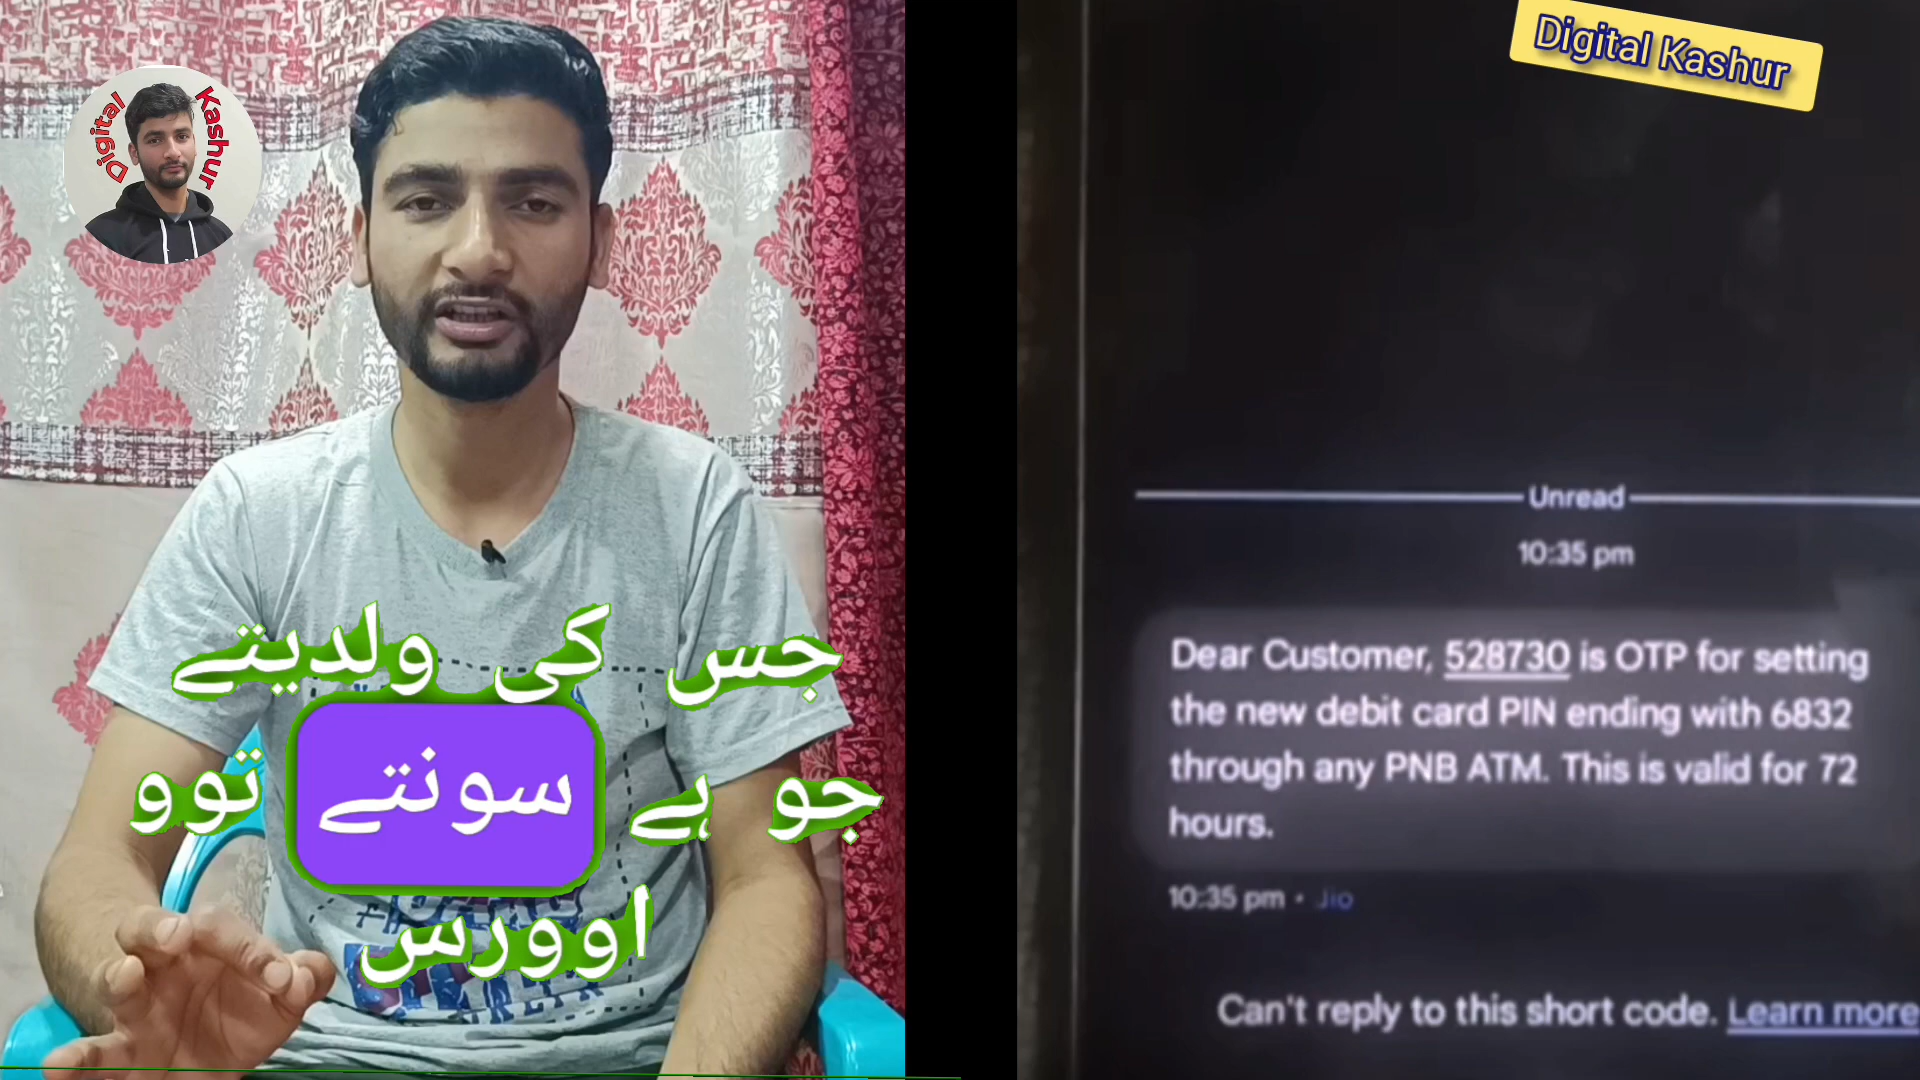 Digital Kashur
جس کی ولدیتے
جو ہے سونتے توو
اوورس
Digital Kashur
Unread
10:35 pm
Dear Customer, 528730 is OTP for setting
the new debit card PIN ending with 6832
through any PNB ATM. This is valid for 72
hours.
10:35 pm • Jio
Can't reply to this short code. Learn more